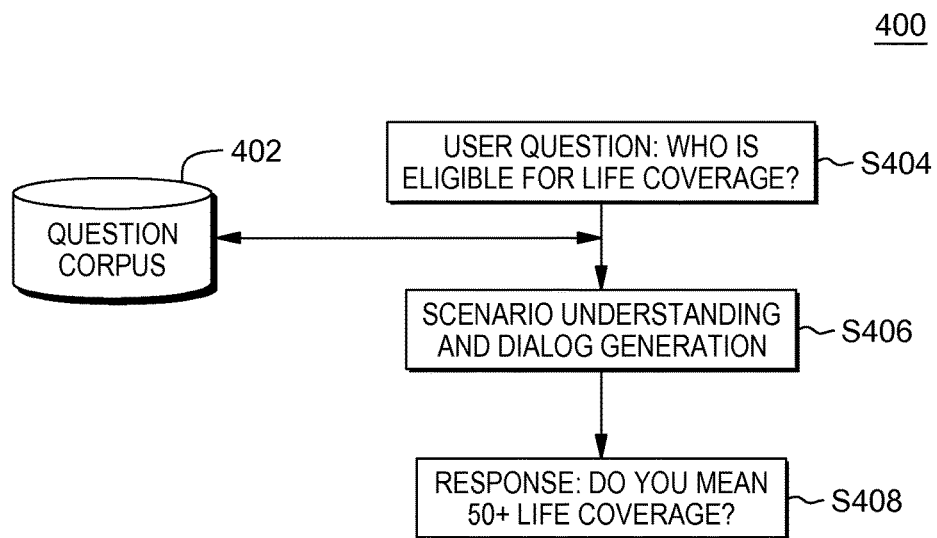 400
402
QUESTION
CORPUS
USER QUESTION: WHO IS
ELIGIBLE FOR LIFE COVERAGE?
S404
SCENARIO UNDERSTANDING
AND DIALOG GENERATION
S406
RESPONSE: DO YOU MEAN
50+ LIFE COVERAGE?
S408